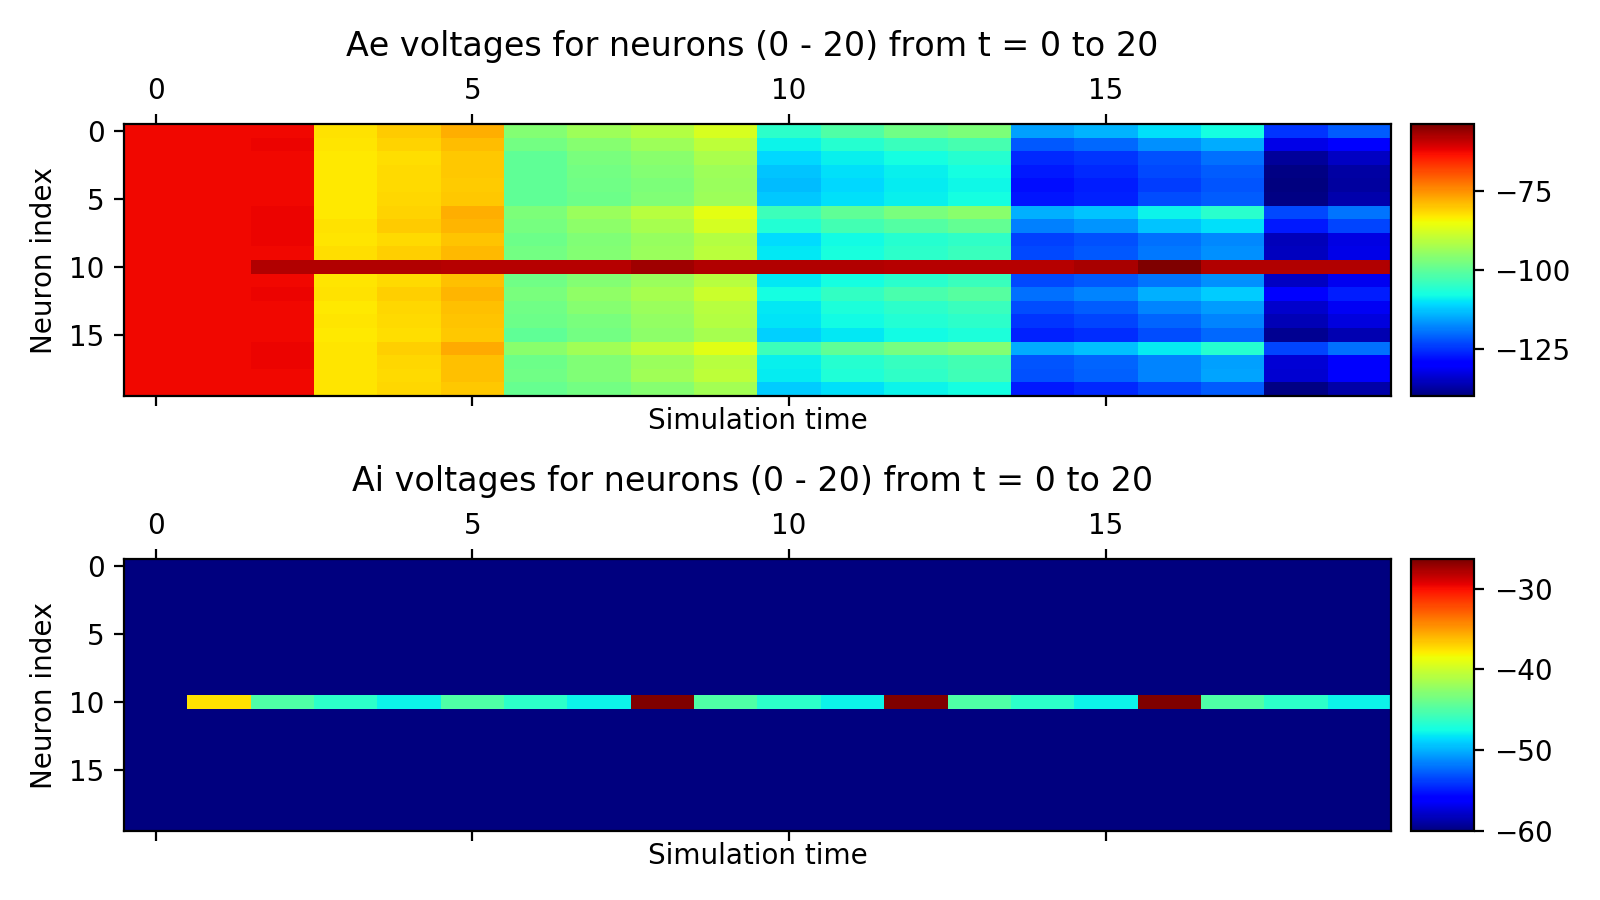 Ae voltages for neurons (0 - 20) from t = 0 to 20
0 5 10 15
Neuron index
0
5
10
15
Simulation time
−75
−100
−125
Ai voltages for neurons (0 - 20) from t = 0 to 20
0 5 10 15
Neuron index
0
5
10
15
Simulation time
−30
−40
−50
−60